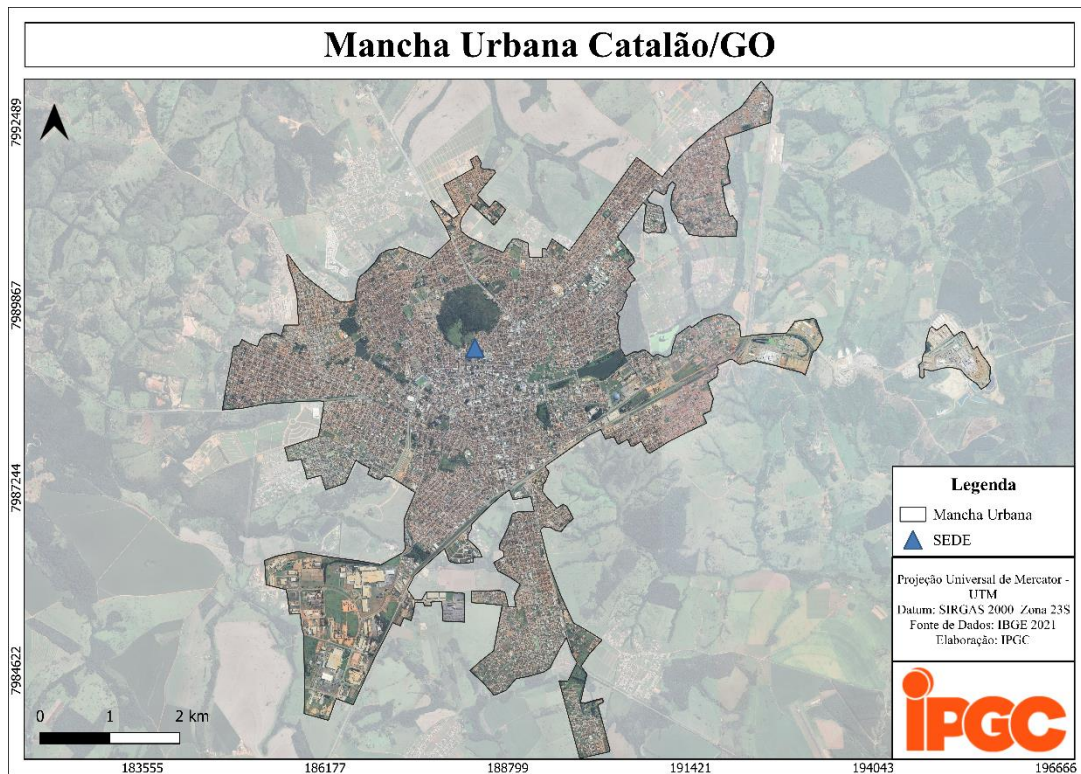 Mancha Urbana Catalão/GO
7992489
7989867
7987244
7984622
Legenda
Mancha Urbana
SEDE
Projeção Universal de Mercator -
UTM
Datum: SIRGAS 2000 Zona 23S
Fonte de Dados: IBGE 2021
Elaboração: IPGC
iPGC
0 1 2 km
183555 186177 188799 191421 194043 196666